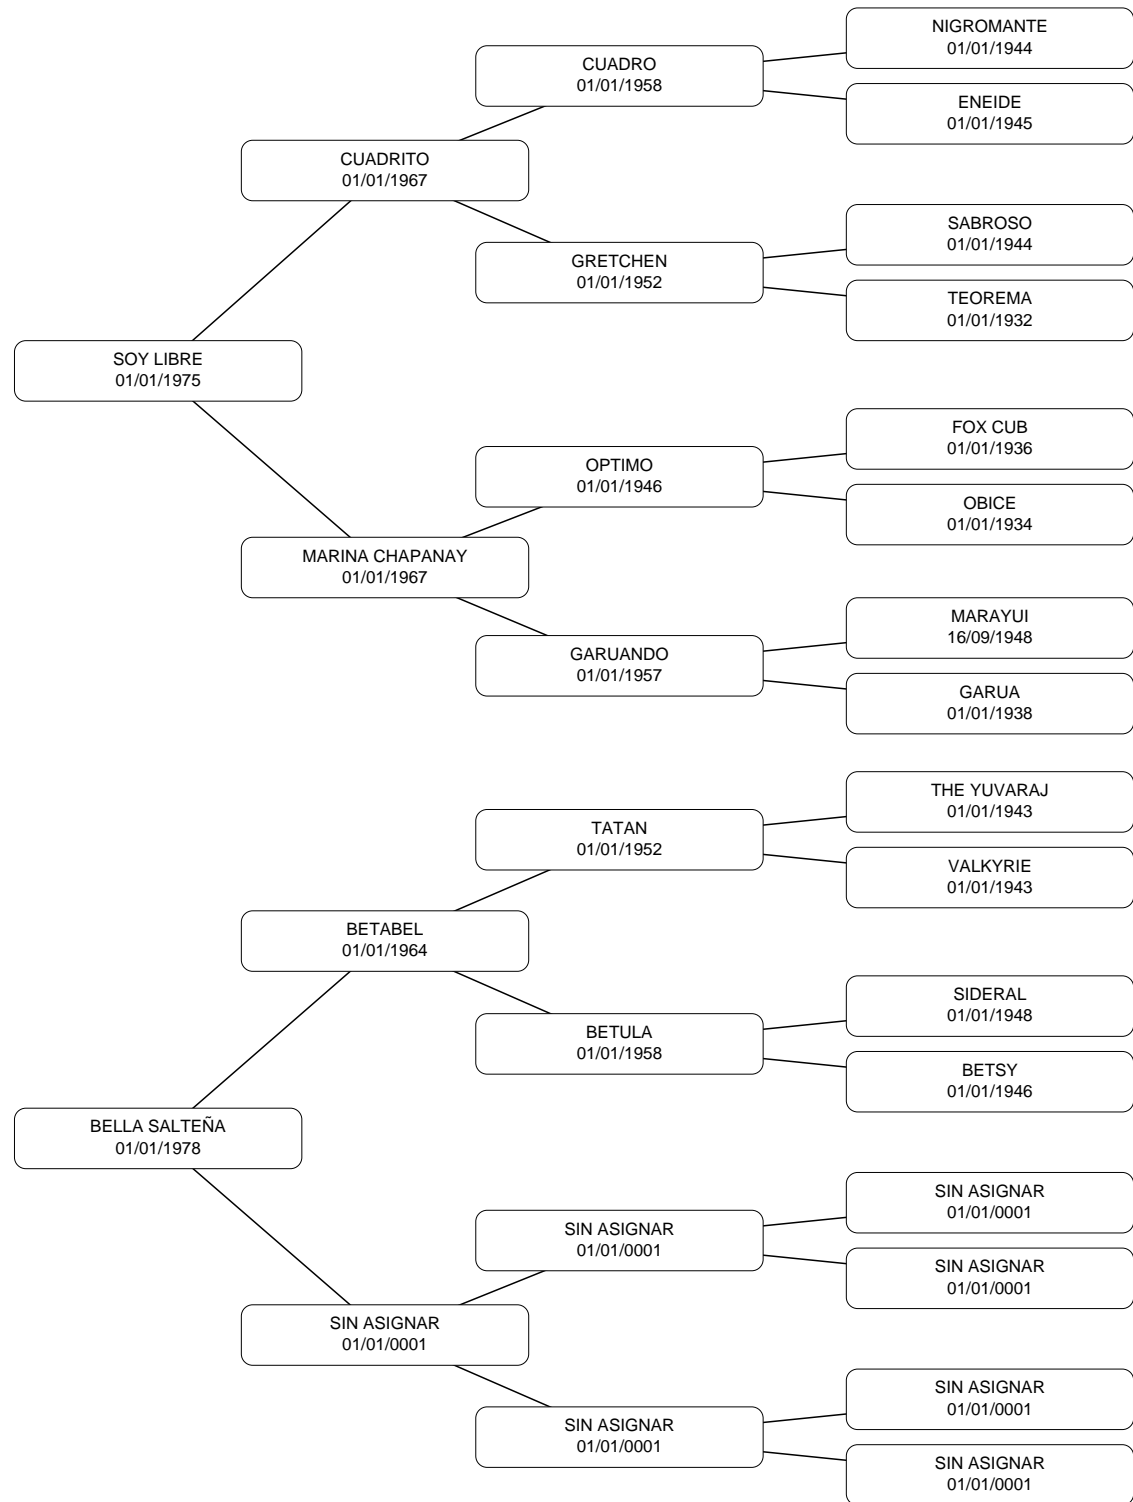 NIGROMANTE
01/01/1944
CUADRO
01/01/1958
ENEIDE
01/01/1945
CUADRITO
01/01/1967
SABROSO
01/01/1944
GRETCHEN
01/01/1952
TEOREMA
01/01/1932
SOY LIBRE
01/01/1975
FOX CUB
01/01/1936
OPTIMO
01/01/1946
OBICE
01/01/1934
MARINA CHAPANAY
01/01/1967
MARAYUI
16/09/1948
GARUANDO
01/01/1957
GARUA
01/01/1938
THE YUVARAJ
01/01/1943
TATAN
01/01/1952
VALKYRIE
01/01/1943
BETABEL
01/01/1964
SIDERAL
01/01/1948
BETULA
01/01/1958
BETSY
01/01/1946
BELLA SALTEÑA
01/01/1978
SIN ASIGNAR
01/01/0001
SIN ASIGNAR
01/01/0001
SIN ASIGNAR
01/01/0001
SIN ASIGNAR
01/01/0001
SIN ASIGNAR
01/01/0001
SIN ASIGNAR
01/01/0001
SIN ASIGNAR
01/01/0001